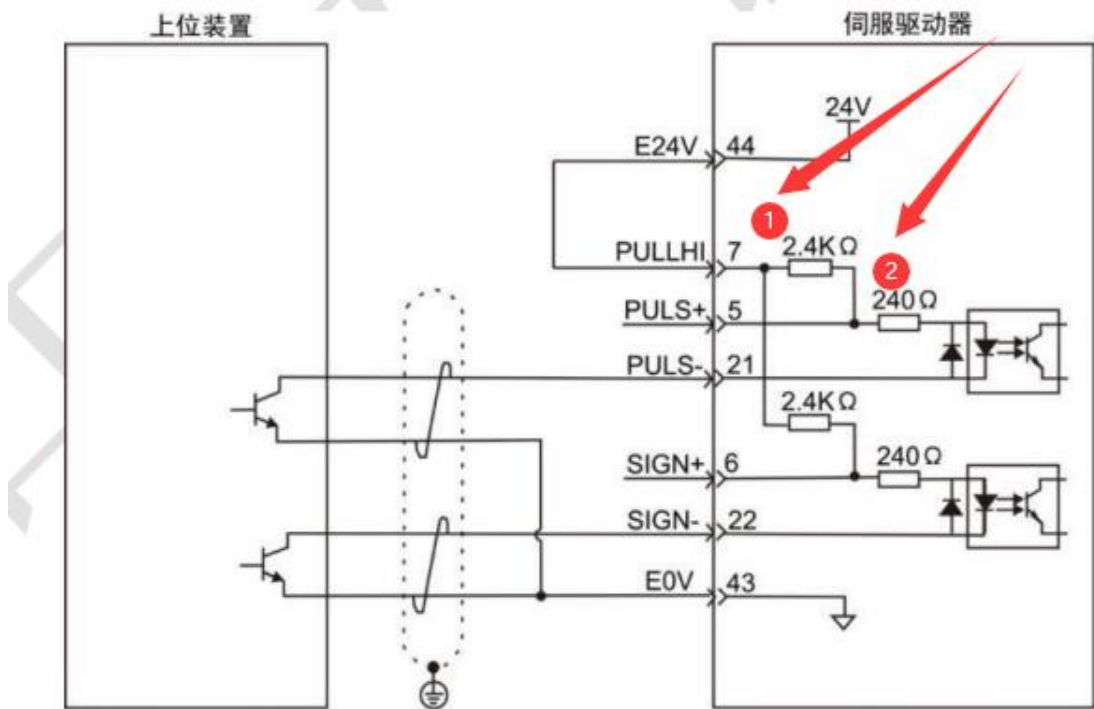 上位装置
伺服驱动器
24V
E24V 44
1
PULLHI 7 2.4KΩ
2
240Ω
PULS+ 5
PULS- 21
2.4KΩ
SIGN+ 6 240Ω
SIGN- 22
E0V 43